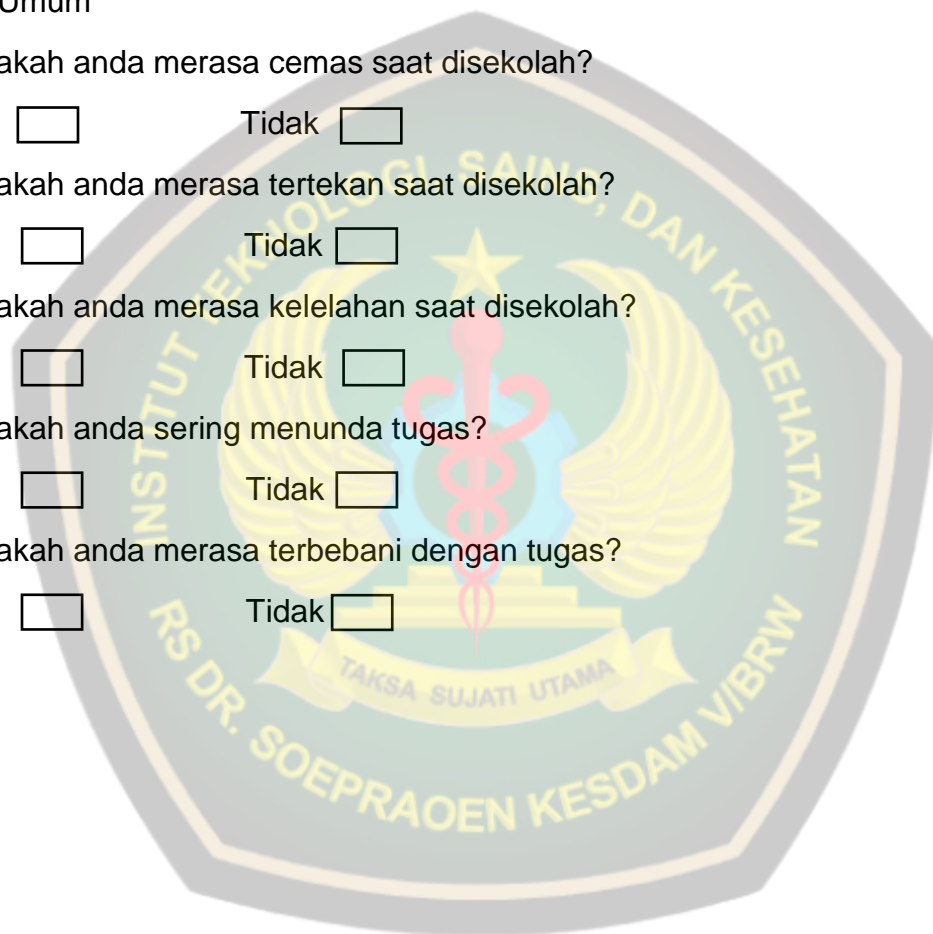 Umum
akah anda merasa cemas saat disekolah?
Tidak
akah anda merasa tertekan saat disekolah?
Tidak
akah anda merasa kelelahan saat disekolah?
Tidak
akah anda sering menunda tugas?
Tidak
akah anda merasa terbebani dengan tugas?
Tidak
INSTITUT TEKNOLOGI, SAINS, DAN KESEHATAN
TAKSA SUJATI UTAMA
RS DR. SOEPRAOEN KESDAM V/BRW